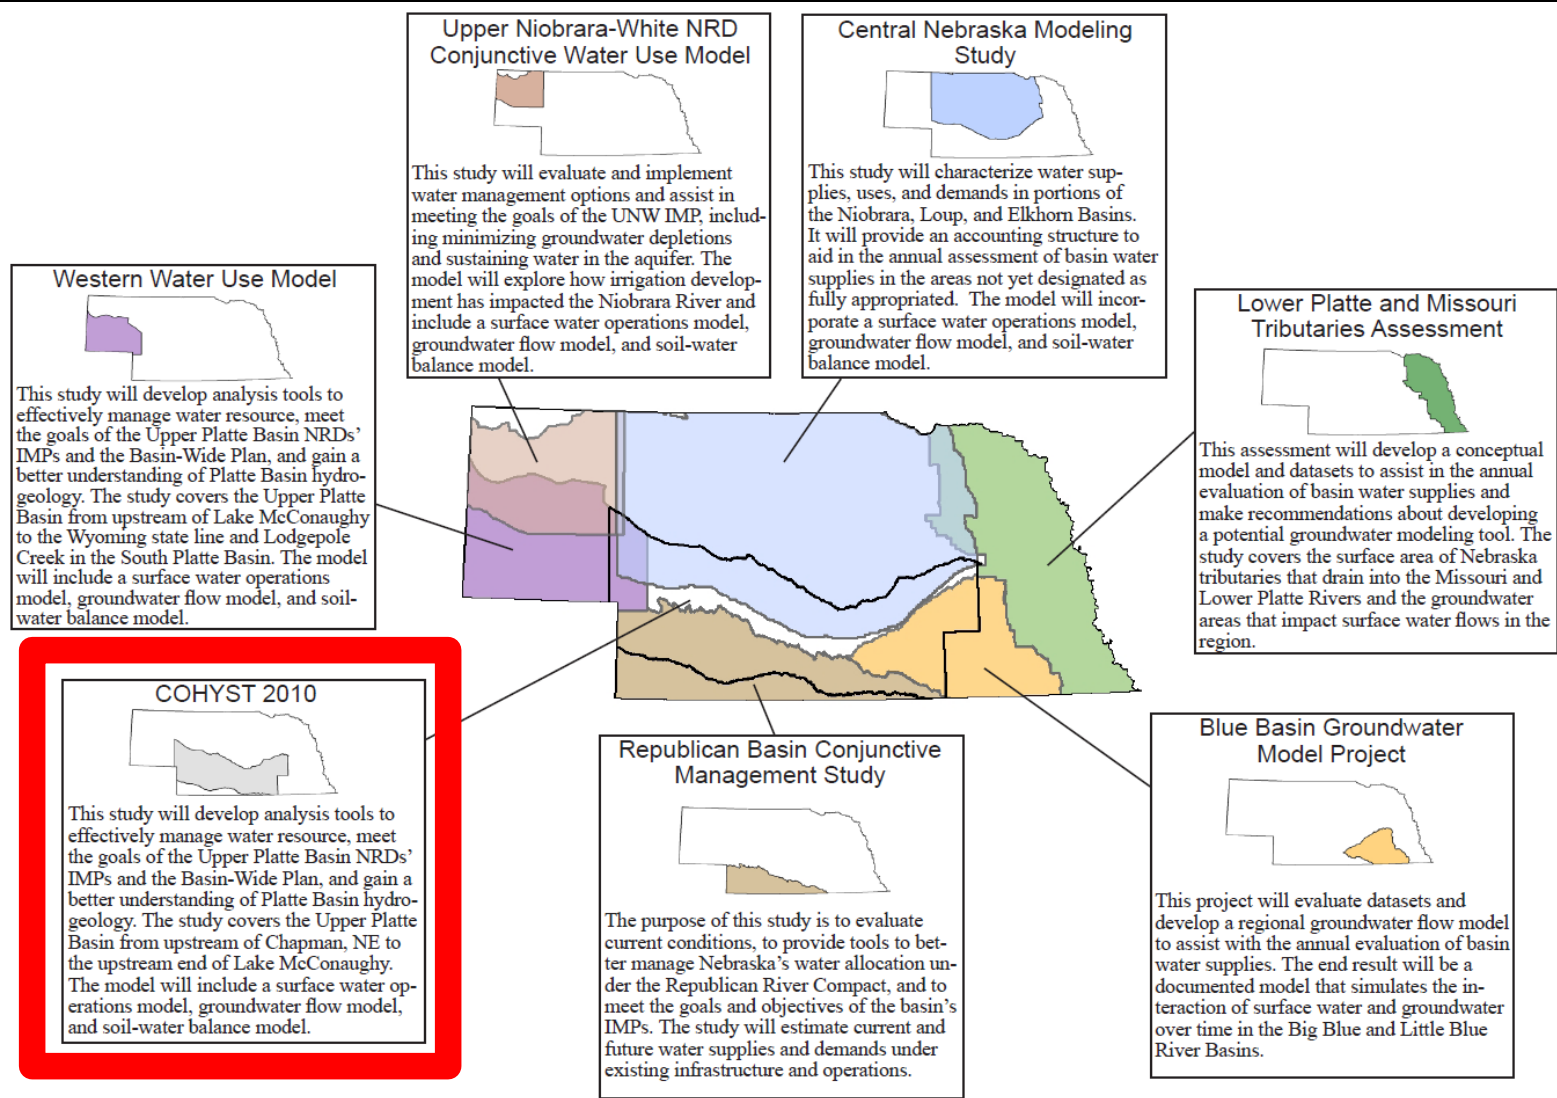 Upper Niobrara-White NRD
Conjunctive Water Use Model
This study will evaluate and implement
water management options and assist in
meeting the goals of the UNW IMP, includ-
ing minimizing groundwater depletions
and sustaining water in the aquifer. The
model will explore how irrigation develop-
ment has impacted the Niobrara River and
include a surface water operations model,
groundwater flow model, and soil-water
balance model.
Central Nebraska Modeling
Study
This study will characterize water sup-
plies, uses, and demands in portions of
the Niobrara, Loup, and Elkhorn Basins.
It will provide an accounting structure to
aid in the annual assessment of basin water
supplies in the areas not yet designated as
fully appropriated.  The model will incor-
porate a surface water operations model,
groundwater flow model, and soil-water
balance model.
Western Water Use Model
This study will develop analysis tools to
effectively manage water resource, meet
the goals of the Upper Platte Basin NRDs’
IMPs and the Basin-Wide Plan, and gain a
better understanding of Platte Basin hydro-
geology. The study covers the Upper Platte
Basin from upstream of Lake McConaughy
to the Wyoming state line and Lodgepole
Creek in the South Platte Basin. The model
will include a surface water operations
model, groundwater flow model, and soil-
water balance model.
Lower Platte and Missouri
Tributaries Assessment
This assessment will develop a conceptual
model and datasets to assist in the annual
evaluation of basin water supplies and
make recommendations about developing
a potential groundwater modeling tool. The
study covers the surface area of Nebraska
tributaries that drain into the Missouri and
Lower Platte Rivers and the groundwater
areas that impact surface water flows in the
region.
COHYST 2010
This study will develop analysis tools to
effectively manage water resource, meet
the goals of the Upper Platte Basin NRDs’
IMPs and the Basin-Wide Plan, and gain a
better understanding of Platte Basin hydro-
geology. The study covers the Upper Platte
Basin from upstream of Chapman, NE to
the upstream end of Lake McConaughy.
The model will include a surface water op-
erations model, groundwater flow model,
and soil-water balance model.
Republican Basin Conjunctive
Management Study
The purpose of this study is to evaluate
current conditions, to provide tools to bet-
ter manage Nebraska’s water allocation un-
der the Republican River Compact, and to
meet the goals and objectives of the basin’s
IMPs. The study will estimate current and
future water supplies and demands under
existing infrastructure and operations.
Blue Basin Groundwater
Model Project
This project will evaluate datasets and
develop a regional groundwater flow model
to assist with the annual evaluation of basin
water supplies. The end result will be a
documented model that simulates the in-
teraction of surface water and groundwater
over time in the Big Blue and Little Blue
River Basins.